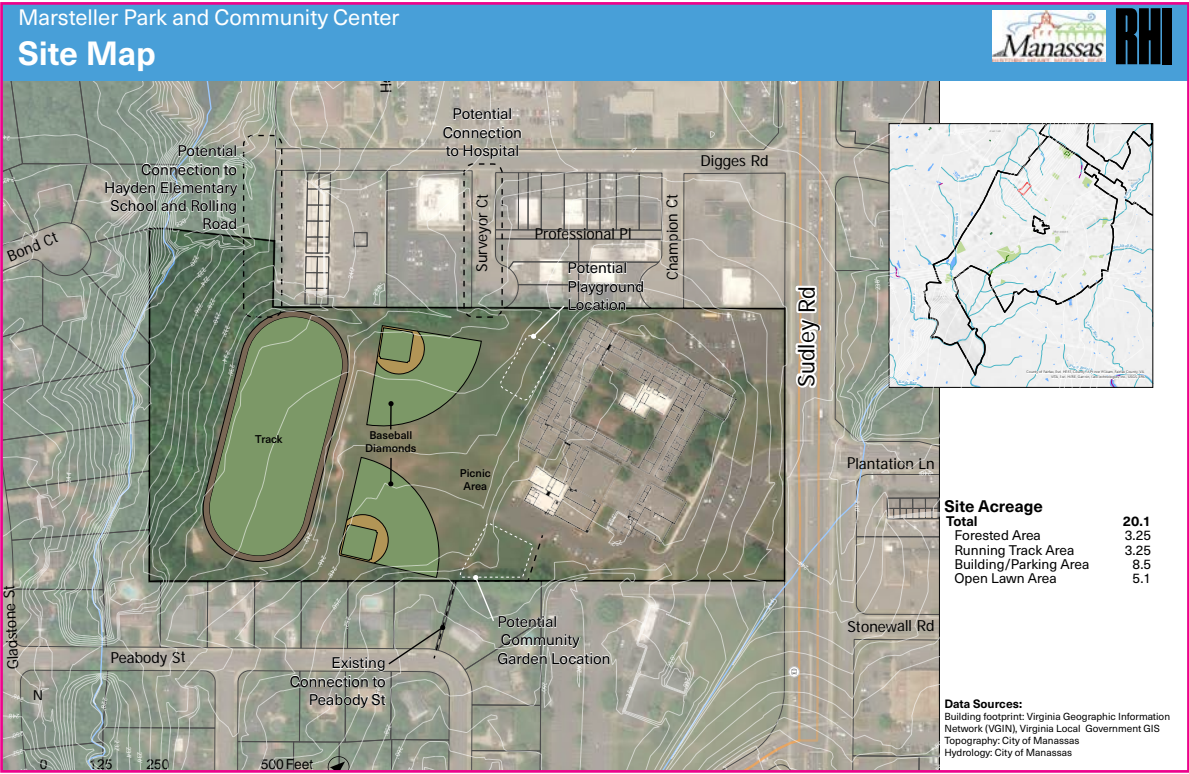 Marsteller Park and Community Center
Site Map
Manassas
HISTORIC HEART. MODERN BEAT.
RHI
Potential
Connection
to Hospital
Digges Rd
Potential
Connection to
Hayden Elementary
School and Rolling
Road
Bond Ct
Surveyor Ct
Professional Pl
Champion Ct
Potential
Playground
Location
Sudley Rd
Track
Baseball
Diamonds
Picnic
Area
Plantation Ln
Site Acreage
Total 20.1
Forested Area 3.25
Running Track Area 3.25
Building/Parking Area 8.5
Open Lawn Area 5.1
Gladstone St
Peabody St
Potential
Community
Garden Location
Stonewall Rd
Existing
Connection to
Peabody St
N
0 125 250 500 Feet
Data Sources:
Building footprint: Virginia Geographic Information
Network (VGIN), Virginia Local Government GIS
Topography: City of Manassas
Hydrology: City of Manassas